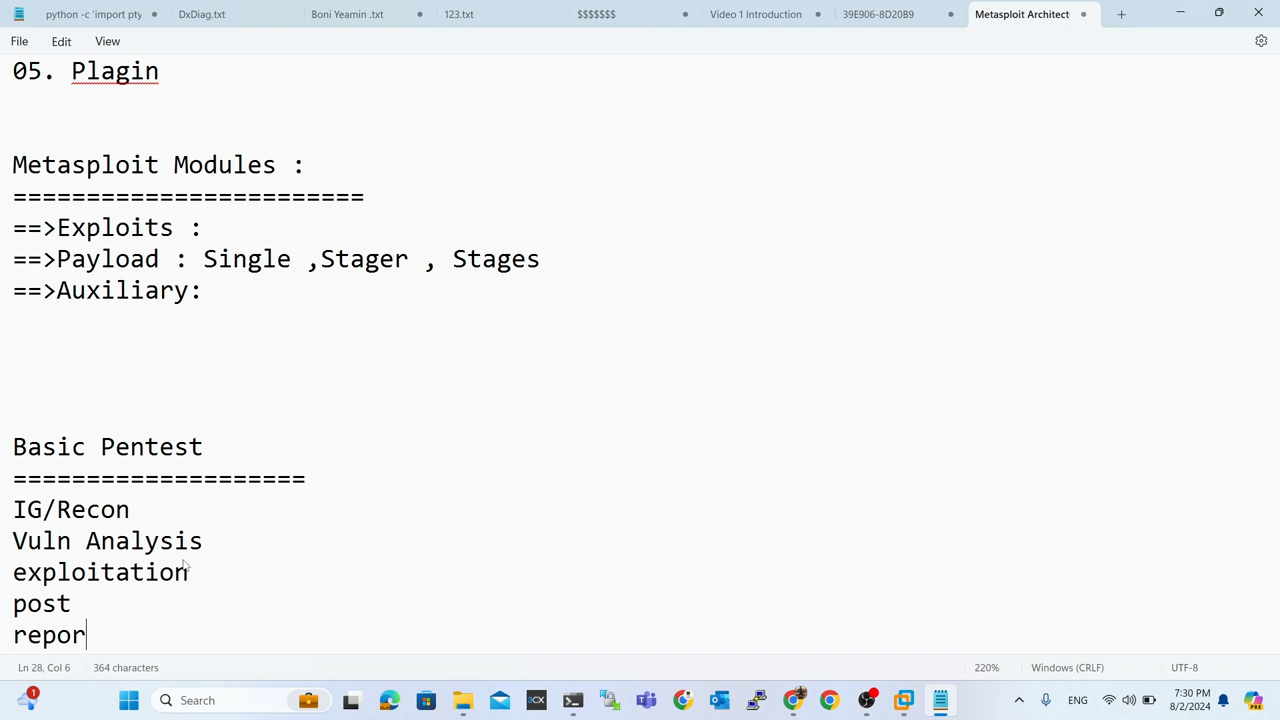 python -c 'import pty
DxDiag.txt
Boni Yeamin .txt
123.txt
$$$$$$$
Video 1 Introduction
39E906-8D20B9
Metasploit Architect
File
Edit
View
05. Plagin
Metasploit Modules :
========================
==>Exploits :
==>Payload : Single ,Stager , Stages
==>Auxiliary:
Basic Pentest
====================
IG/Recon
Vuln Analysis
exploitation
post
repor
Ln 28, Col 6
364 characters
220%
Windows (CRLF)
UTF-8
1
Search
3CX
ENG
7:30 PM
8/2/2024
PRE